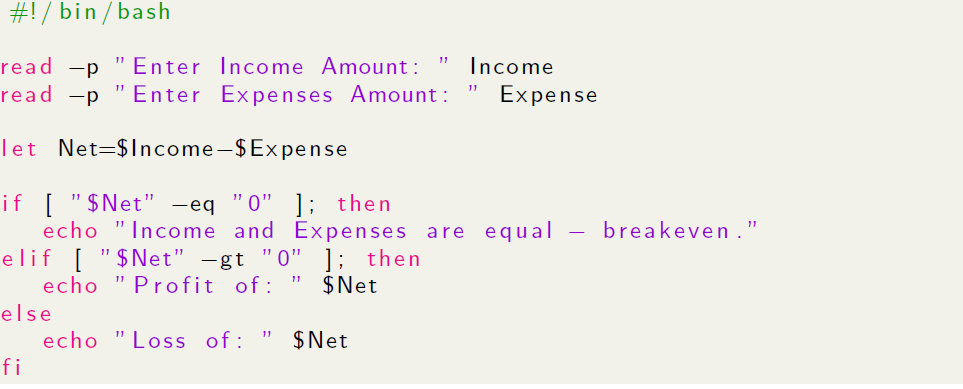 #!/bin/bash
read -p "Enter Income Amount: " Income
read -p "Enter Expenses Amount: " Expense
let Net=$Income-$Expense
if [ "$Net" -eq "0" ]; then
echo "Income and Expenses are equal - breakeven."
elif [ "$Net" -gt "0" ]; then
echo "Profit of: " $Net
else
echo "Loss of: " $Net
fi